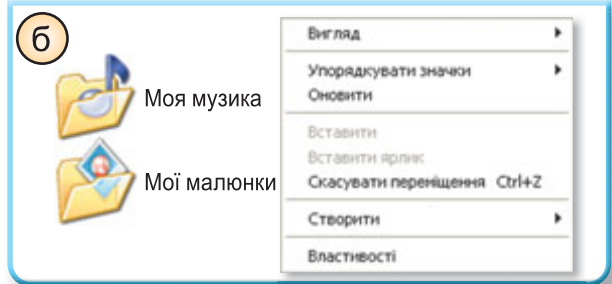 б
Моя музика
Мої малюнки
Вигляд
Упорядкувати значки
Оновити
Вставити
Вставити ярлик
Скасувати переміщення Ctrl+Z
Створити
Властивості